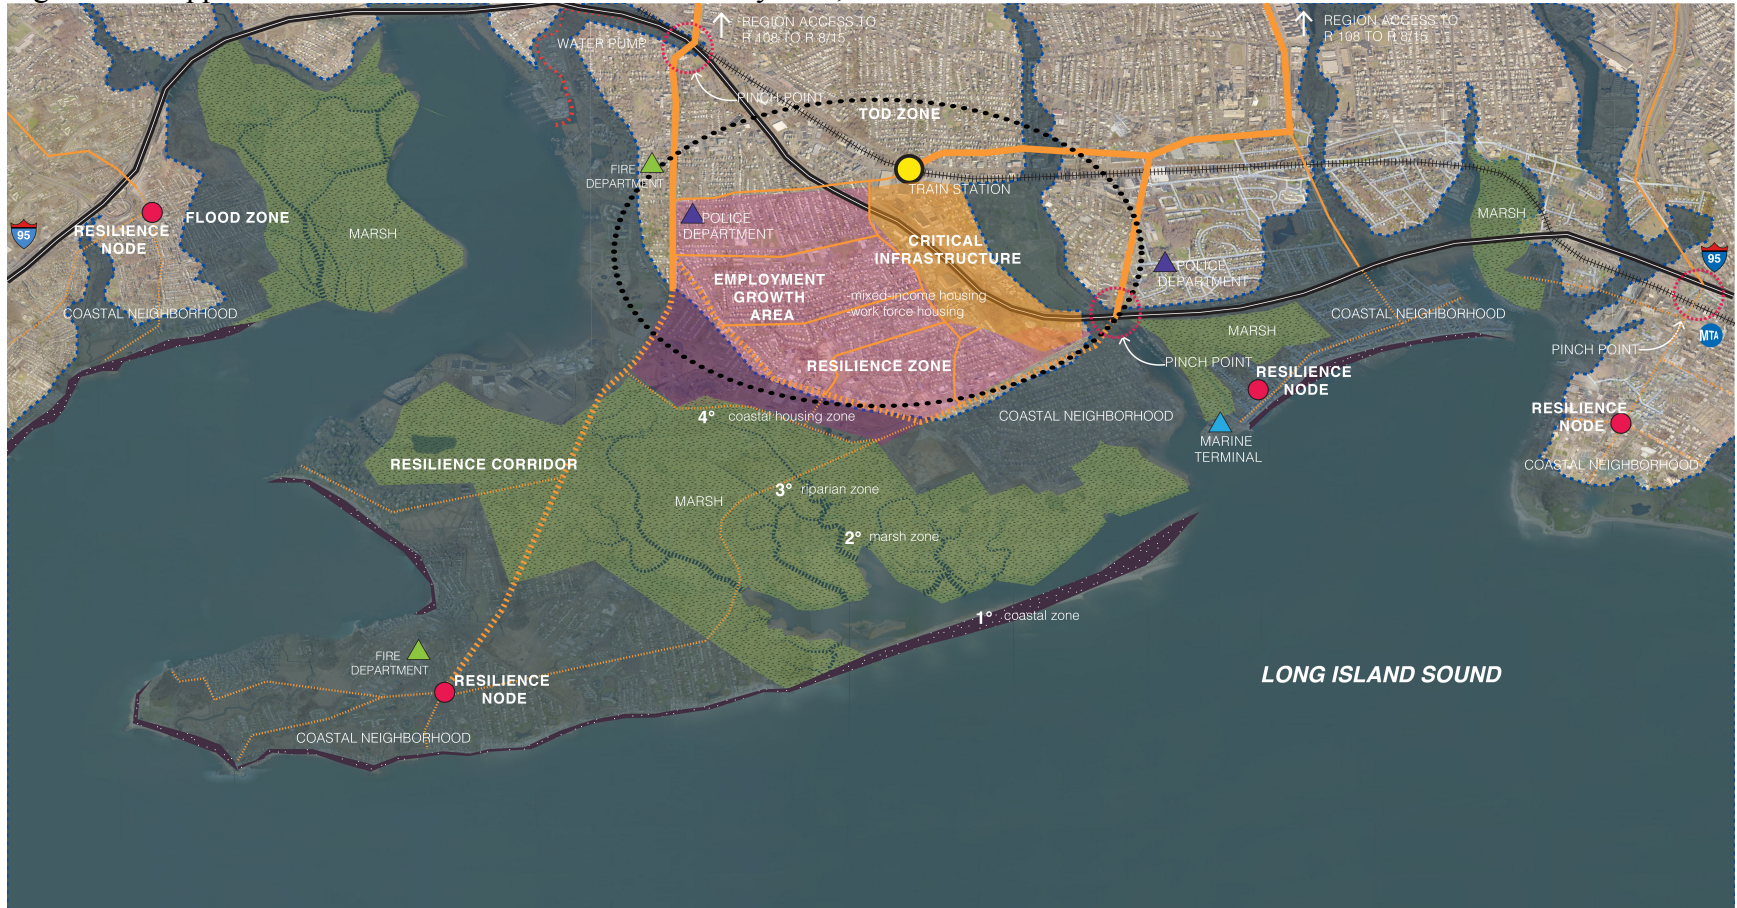 REGION ACCESS TO
R 108 TO R 8/15
REGION ACCESS TO
R 108 TO R 8/15
WATER PUMP
PINCH POINT
TOD ZONE
FIRE
DEPARTMENT
TRAIN STATION
95
FLOOD ZONE
RESILIENCE
NODE
MARSH
POLICE
DEPARTMENT
CRITICAL
INFRASTRUCTURE
MARSH
POLICE
DEPARTMENT
95
EMPLOYMENT
GROWTH
AREA
-mixed-income housing
-work force housing
COASTAL NEIGHBORHOOD
COASTAL NEIGHBORHOOD
MARSH
MTA
PINCH POINT
PINCH POINT
RESILIENCE ZONE
RESILIENCE
NODE
4° coastal housing zone
COASTAL NEIGHBORHOOD
RESILIENCE
NODE
MARINE
TERMINAL
COASTAL NEIGHBORHOOD
RESILIENCE CORRIDOR
3° riparian zone
MARSH
2° marsh zone
1° coastal zone
FIRE
DEPARTMENT
LONG ISLAND SOUND
RESILIENCE
NODE
COASTAL NEIGHBORHOOD